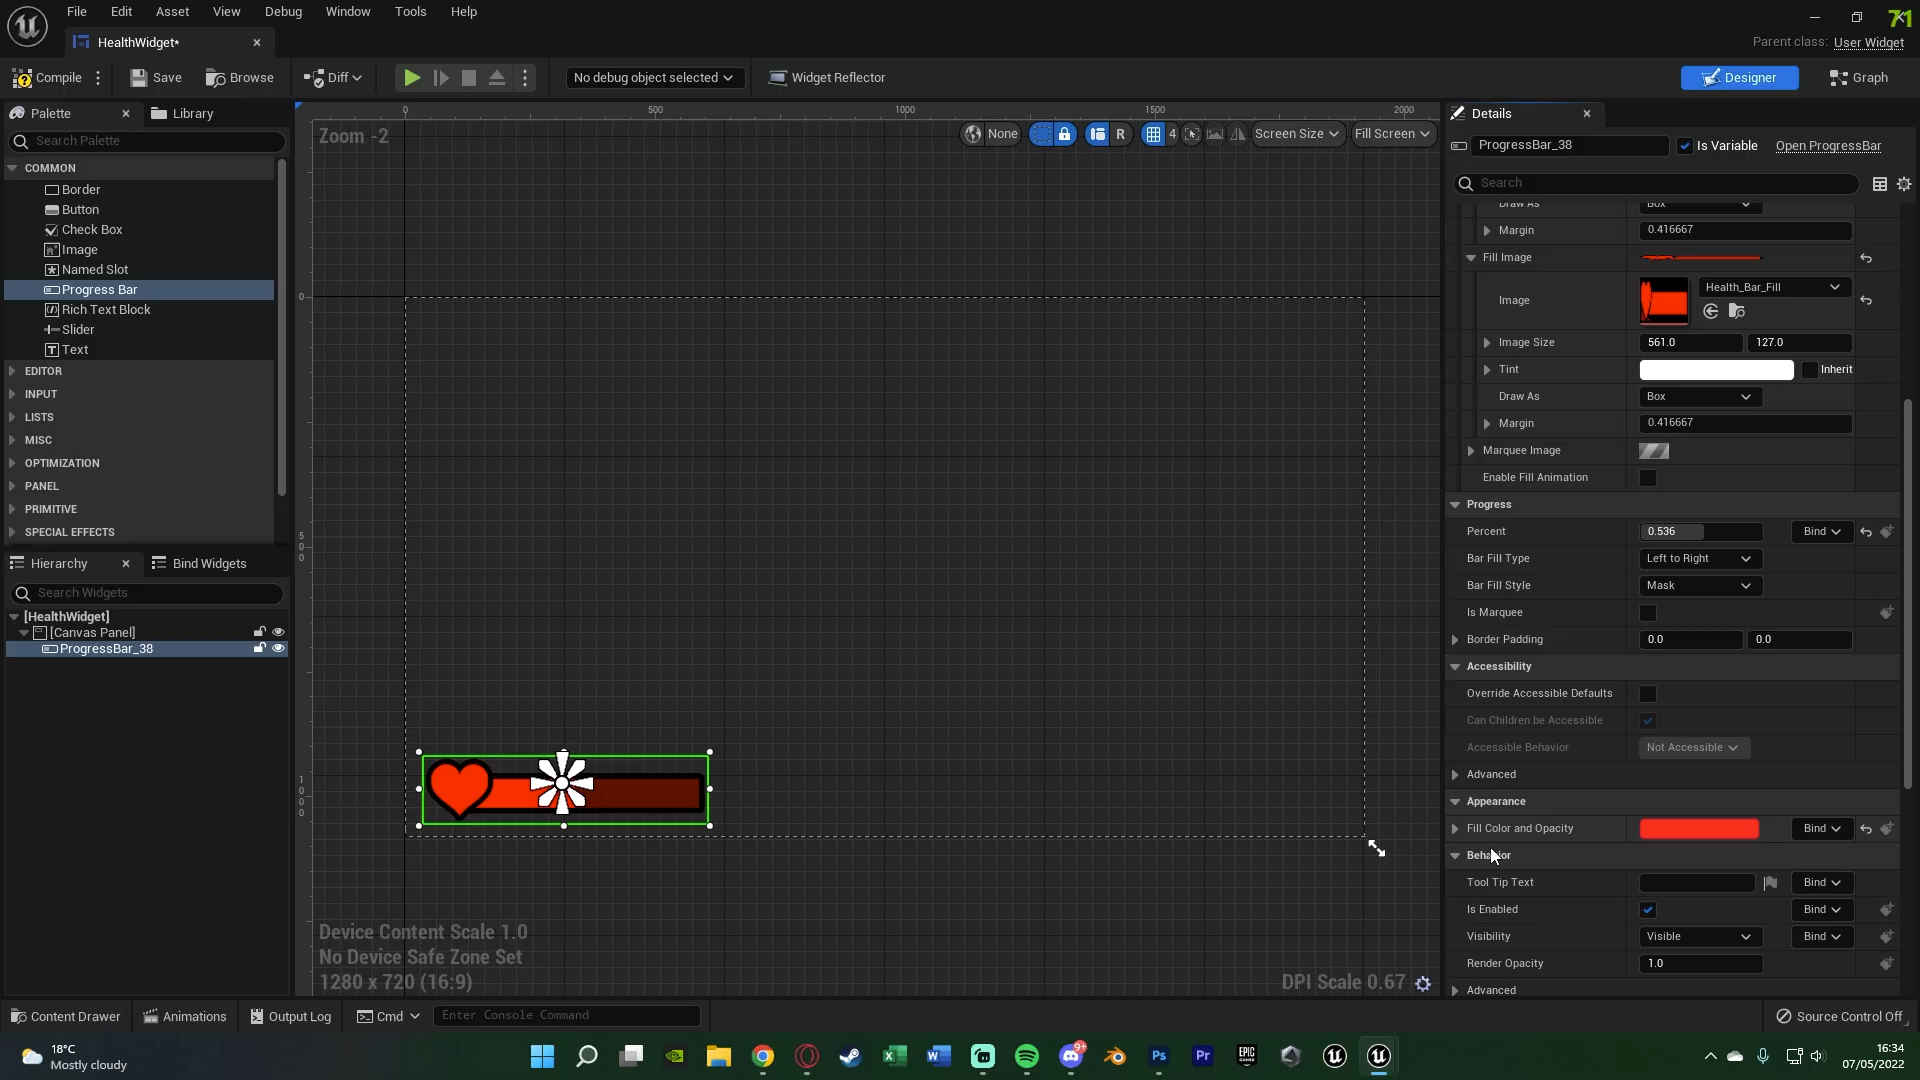 File Edit Asset View Debug Window Tools Help
HealthWidget*
Parent class: User Widget
Compile Save Browse Diff No debug object selected Widget Reflector Designer Graph
Palette Library
Search Palette
COMMON
Border
Button
Check Box
Image
Named Slot
Progress Bar
Rich Text Block
Slider
Text
EDITOR
INPUT
LISTS
MISC
OPTIMIZATION
PANEL
PRIMITIVE
SPECIAL EFFECTS
Hierarchy Bind Widgets
Search Widgets
[HealthWidget]
[Canvas Panel]
ProgressBar_38
0 500 1000 1500 2000
Zoom -2
None R 4 Screen Size Fill Screen
0
500
1000
Device Content Scale 1.0
No Device Safe Zone Set
1280 x 720 (16:9)
DPI Scale 0.67
Details
ProgressBar_38 Is Variable Open ProgressBar
Search
Draw As Box
Margin 0.416667
Fill Image
Image Health_Bar_Fill
Image Size 561.0 127.0
Tint Inherit
Draw As Box
Margin 0.416667
Marquee Image
Enable Fill Animation
Progress
Percent 0.536 Bind
Bar Fill Type Left to Right
Bar Fill Style Mask
Is Marquee
Border Padding 0.0 0.0
Accessibility
Override Accessible Defaults
Can Children be Accessible
Accessible Behavior Not Accessible
Advanced
Appearance
Fill Color and Opacity Bind
Behavior
Tool Tip Text Bind
Is Enabled Bind
Visibility Visible Bind
Render Opacity 1.0
Advanced
Content Drawer Animations Output Log Cmd Enter Console Command Source Control Off
18°C
Mostly cloudy
9+
EPIC GAMES
16:34
07/05/2022